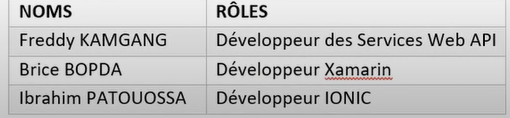 NOMS RÔLES
Freddy KAMGANG Développeur des Services Web API
Brice BOPDA Développeur Xamarin
Ibrahim PATOUOSSA Développeur IONIC